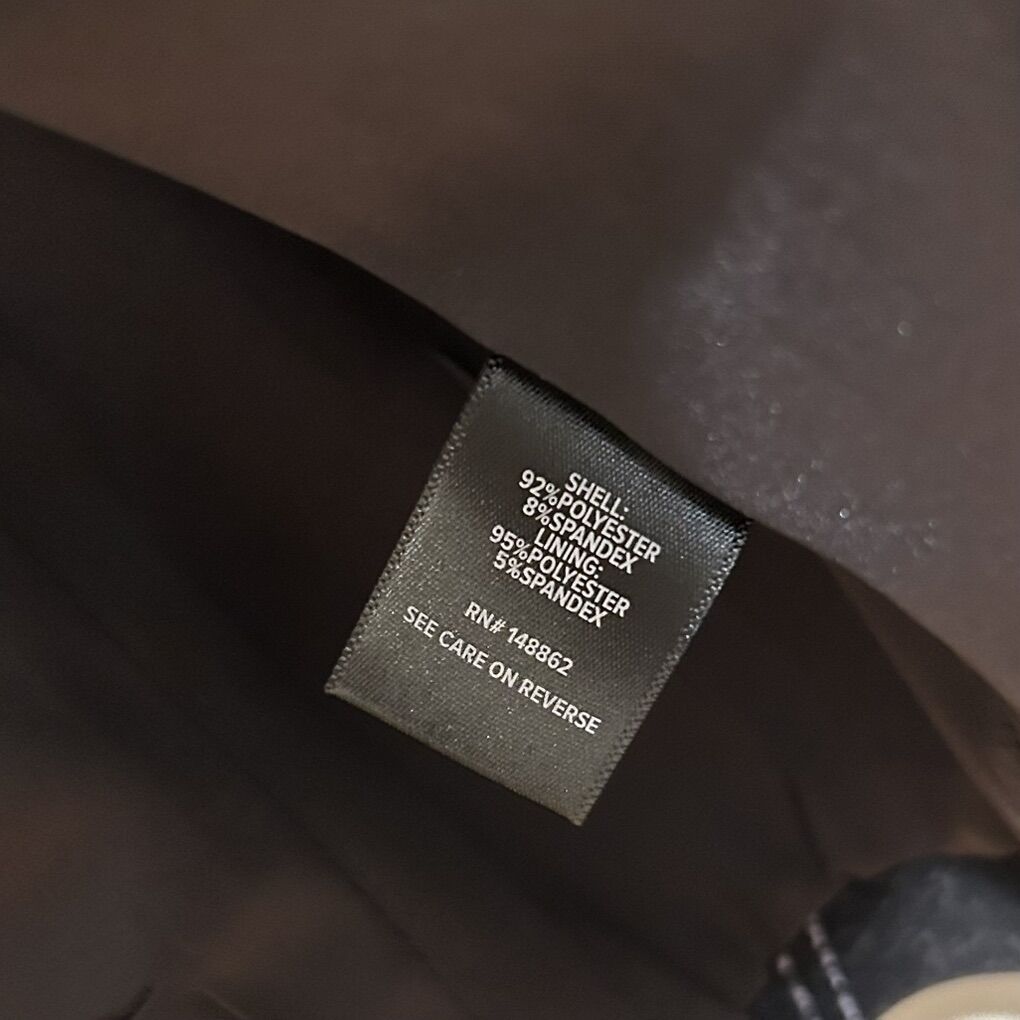 SHELL:
92%POLYESTER
8%SPANDEX
LINING:
95%POLYESTER
5%SPANDEX
RN# 148862
SEE CARE ON REVERSE